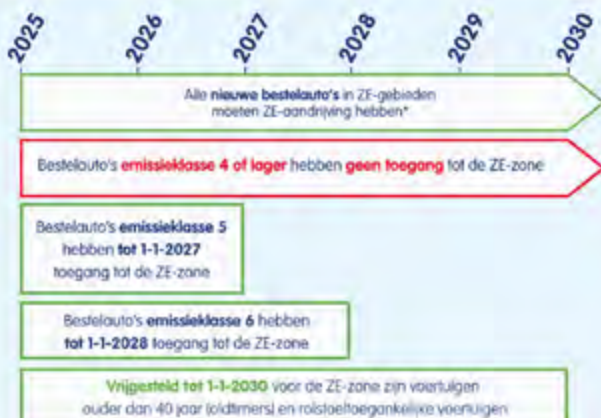 2025 2026 2027 2028 2029 2030
Alle nieuwe bestelauto's in ZE-gebieden
moeten ZE-aandrijving hebben*
Bestelauto's emissieklasse 4 of lager hebben geen toegang tot de ZE-zone
Bestelauto's emissieklasse 5
hebben tot 1-1-2027
toegang tot de ZE-zone
Bestelauto's emissieklasse 6 hebben
tot 1-1-2028 toegang tot de ZE-zone
Vrijgesteld tot 1-1-2030 voor de ZE-zone zijn voertuigen
ouder dan 40 jaar (oldtimers) en rolstoeltoegankelijke voertuigen